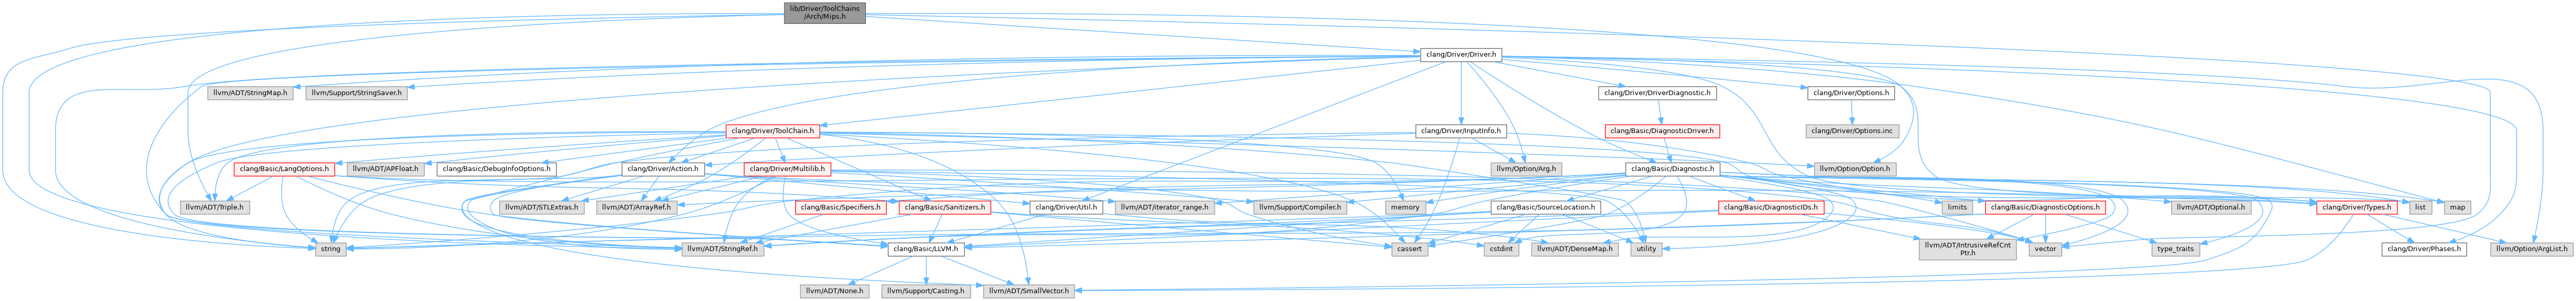 lib/Driver/ToolChains
/Arch/Mips.h
clang/Driver/Driver.h
llvm/ADT/StringMap.h
llvm/Support/StringSaver.h
clang/Driver/DriverDiagnostic.h
clang/Driver/Options.h
clang/Driver/ToolChain.h
clang/Driver/InputInfo.h
clang/Basic/DiagnosticDriver.h
clang/Driver/Options.inc
clang/Basic/LangOptions.h
llvm/ADT/APFloat.h
clang/Basic/DebugInfoOptions.h
clang/Driver/Action.h
clang/Driver/Multilib.h
llvm/Option/Arg.h
clang/Basic/Diagnostic.h
llvm/Option/Option.h
llvm/ADT/Triple.h
llvm/ADT/STLExtras.h
llvm/ADT/ArrayRef.h
clang/Basic/Specifiers.h
clang/Basic/Sanitizers.h
clang/Driver/Util.h
llvm/ADT/iterator_range.h
llvm/Support/Compiler.h
memory
clang/Basic/SourceLocation.h
clang/Basic/DiagnosticIDs.h
limits
clang/Basic/DiagnosticOptions.h
llvm/ADT/Optional.h
clang/Driver/Types.h
list
map
string
llvm/ADT/StringRef.h
clang/Basic/LLVM.h
cassert
cstdint
llvm/ADT/DenseMap.h
utility
llvm/ADT/IntrusiveRefCnt
Ptr.h
vector
type_traits
clang/Driver/Phases.h
llvm/Option/ArgList.h
llvm/ADT/None.h
llvm/Support/Casting.h
llvm/ADT/SmallVector.h